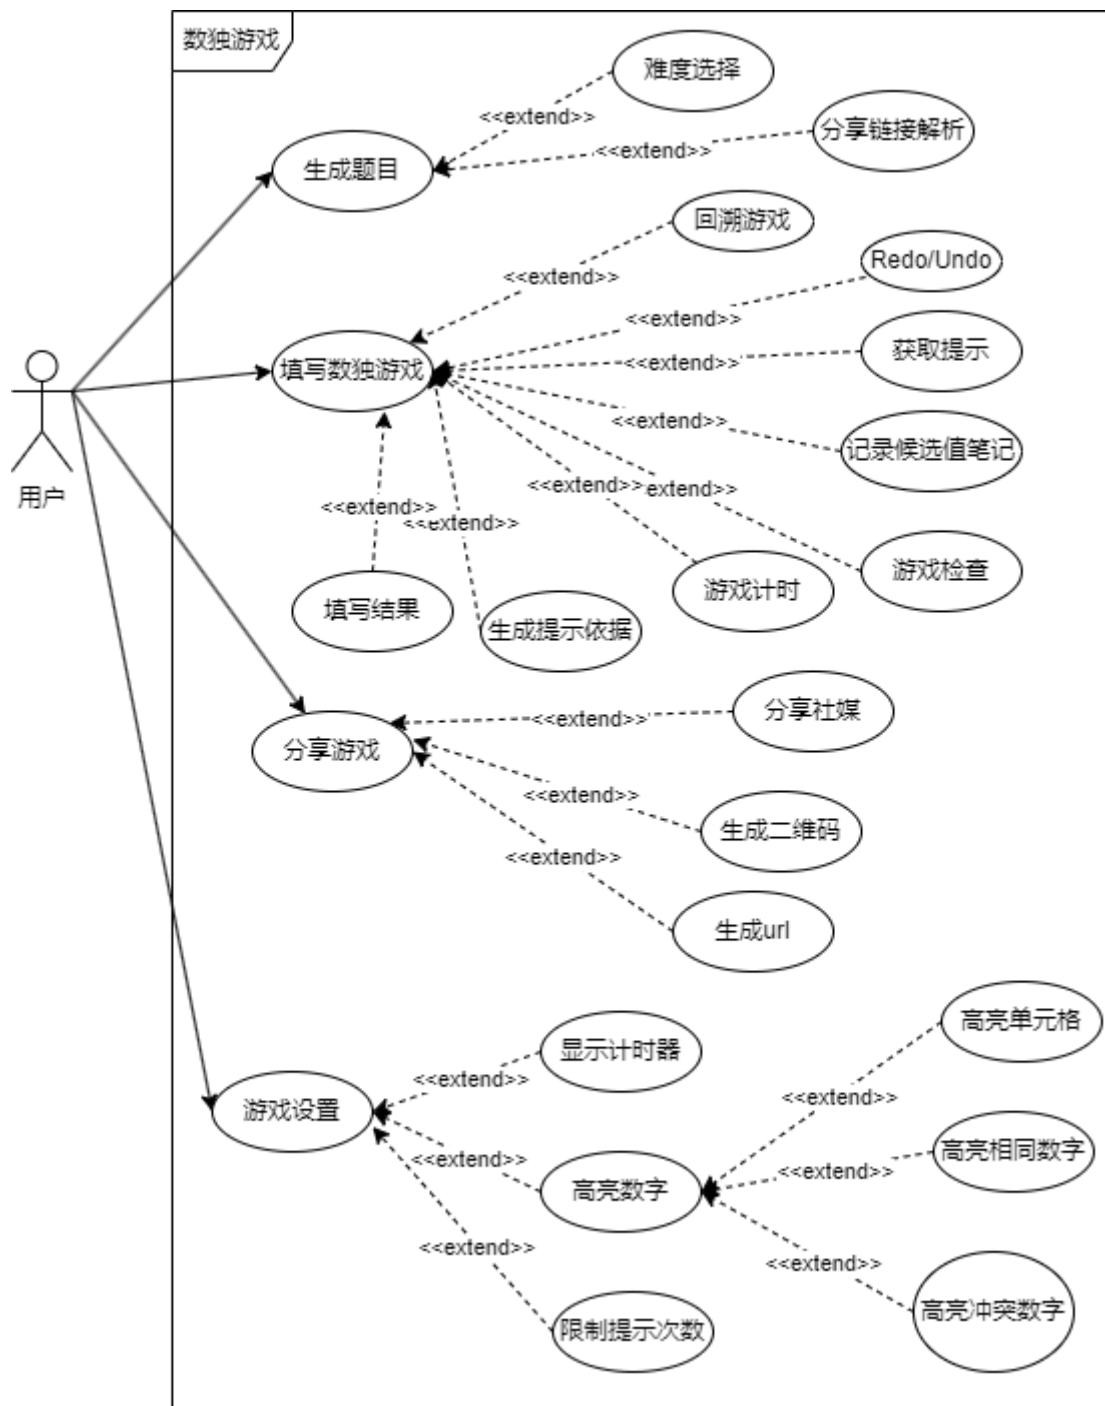 数独游戏
难度选择
<<extend>>
分享链接解析
<<extend>>
生成题目
回溯游戏
Redo/Undo
<<extend>>
<<extend>>
获取提示
<<extend>>
填写数独游戏
<<extend>>
记录候选值笔记
用户
<<extend>>
extend>>
<<extend>>
<<extend>>
游戏检查
游戏计时
填写结果
生成提示依据
分享社媒
<<extend>>
分享游戏
<<extend>>
生成二维码
<<extend>>
生成url
高亮单元格
显示计时器
<<extend>>
<<extend>>
游戏设置
高亮相同数字
<<extend>>
<<extend>>
高亮数字
<<extend>>
<<extend>>
高亮冲突数字
限制提示次数